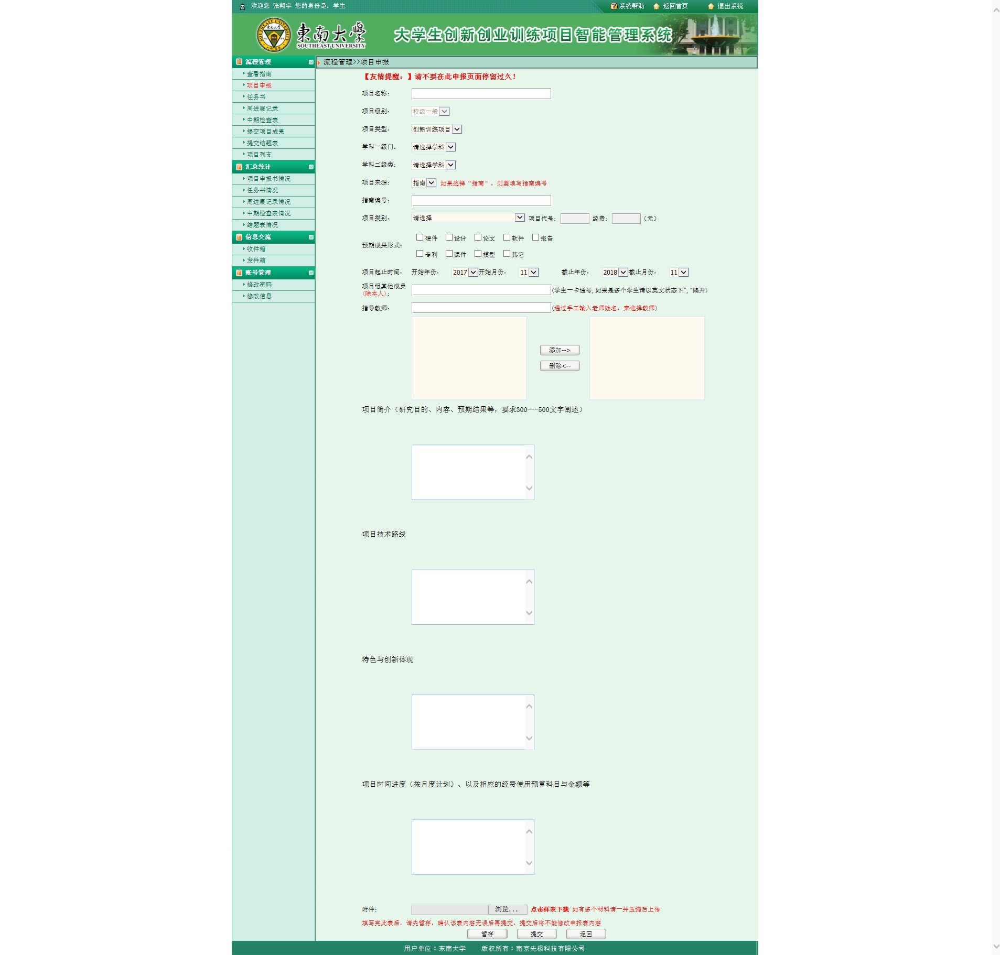 欢迎您 张翔宇 您的身份是：学生
系统帮助 返回首页 退出系统
東南大學
SOUTHEAST UNIVERSITY
大学生创新创业训练项目智能管理系统
流程管理
查看指南
项目申报
任务书
周进展记录
中期检查表
提交项目成果
提交结题表
项目列支
汇总统计
项目申报书情况
任务书情况
周进展记录情况
中期检查表情况
结题表情况
信息交流
收件箱
发件箱
账号管理
修改密码
修改信息
流程管理>>项目申报
【友情提醒：】请不要在此申报页面停留过久！
项目名称：
项目级别： 校级一般
项目类型： 创新训练项目
学科一级门： 请选择学科
学科二级类： 请选择学科
项目来源： 指南 如果选择“指南”，则要填写指南编号
指南编号：
项目类别： 请选择 项目代号： 经费： （元）
预期成果形式：
硬件 设计 论文 软件 报告
专利 课件 模型 其它
项目起止时间： 开始年份： 2017 开始月份： 11 截止年份： 2018 截止月份： 11
项目组其他成员
(除本人)：
(学生一卡通号,如果是多个学生请以英文状态下","隔开)
指导教师： (通过手工输入老师姓名，来选择教师)
添加-->
删除<--
项目简介（研究目的、内容、预期结果等，要求300---500文字阐述）
项目技术路线
特色与创新体现
项目时间进度（按月度计划）、以及相应的经费使用预算科目与金额等
附件： 浏览... 点击样表下载 如有多个材料请一并压缩后上传
填写完此表后，请先暂存，确认该表内容无误后再提交，提交后将不能修改申报表内容
暂存 提交 返回
用户单位：东南大学 版权所有：南京先极科技有限公司